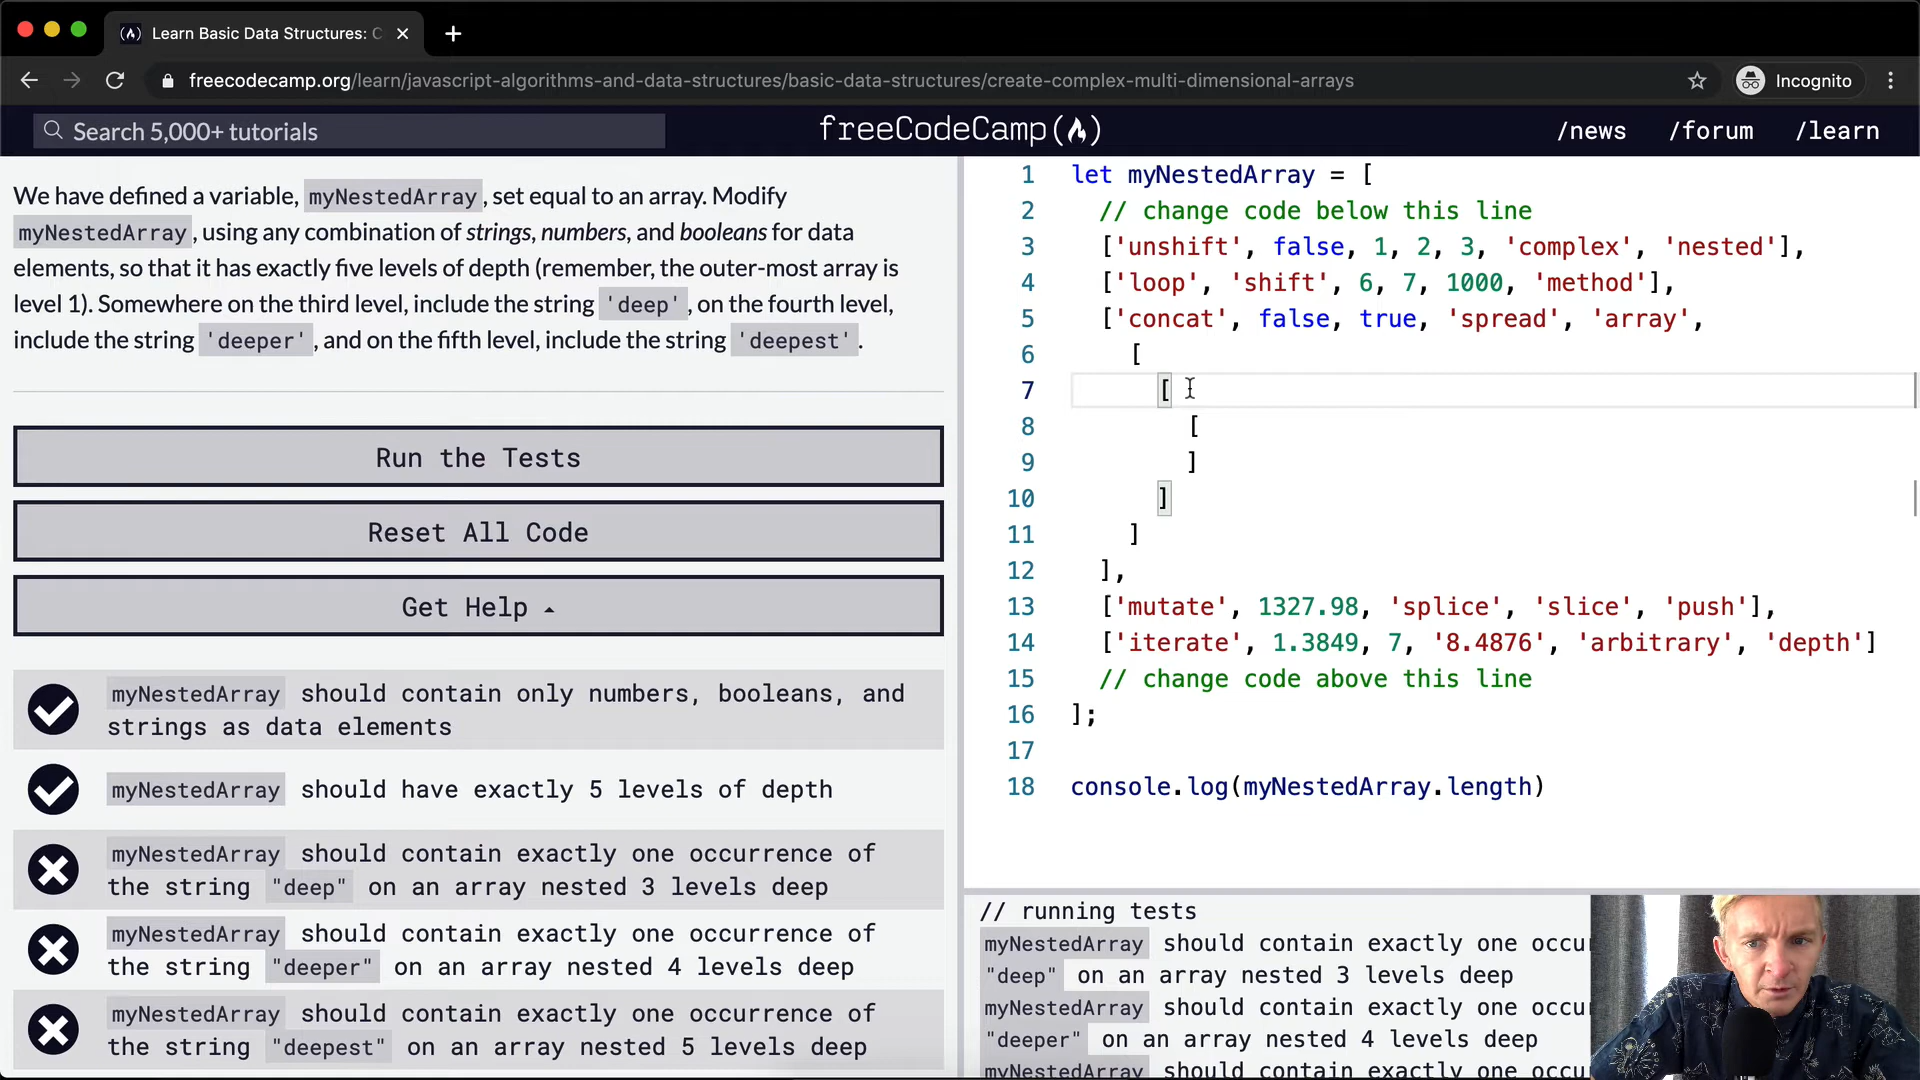 Learn Basic Data Structures: C
freecodecamp.org/learn/javascript-algorithms-and-data-structures/basic-data-structures/create-complex-multi-dimensional-arrays
Incognito
Search 5,000+ tutorials
freeCodeCamp
/news /forum /learn
We have defined a variable, myNestedArray, set equal to an array. Modify
myNestedArray, using any combination of strings, numbers, and booleans for data
elements, so that it has exactly five levels of depth (remember, the outer-most array is
level 1). Somewhere on the third level, include the string 'deep', on the fourth level,
include the string 'deeper', and on the fifth level, include the string 'deepest'.
Run the Tests
Reset All Code
Get Help
myNestedArray should contain only numbers, booleans, and
strings as data elements
myNestedArray should have exactly 5 levels of depth
myNestedArray should contain exactly one occurrence of
the string "deep" on an array nested 3 levels deep
myNestedArray should contain exactly one occurrence of
the string "deeper" on an array nested 4 levels deep
myNestedArray should contain exactly one occurrence of
the string "deepest" on an array nested 5 levels deep
1 let myNestedArray = [
2 // change code below this line
3 ['unshift', false, 1, 2, 3, 'complex', 'nested'],
4 ['loop', 'shift', 6, 7, 1000, 'method'],
5 ['concat', false, true, 'spread', 'array',
6 [
7 [
8 [
9 ]
10 ]
11 ]
12 ],
13 ['mutate', 1327.98, 'splice', 'slice', 'push'],
14 ['iterate', 1.3849, 7, '8.4876', 'arbitrary', 'depth']
15 // change code above this line
16 ];
17
18 console.log(myNestedArray.length)
// running tests
myNestedArray should contain exactly one occu
"deep" on an array nested 3 levels deep
myNestedArray should contain exactly one occu
"deeper" on an array nested 4 levels deep
myNestedArray should contain exactly one occu